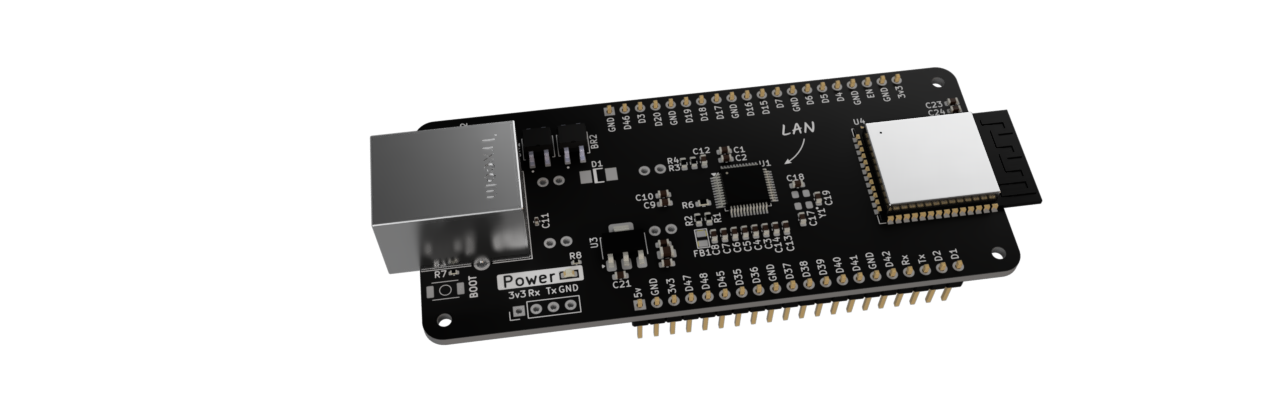 GND
D46
D3
D20
GND
D19
D18
D17
GND
D16
D15
D7
GND
D6
D5
D4
GND
EN
GND
3v3
C23
C24
U4
LAN
BR2
D1
R4
R3
C12
C1
C2
U1
C10
C9
R6
R2
R1
C18
C19
C17
Y1
C11
U3
FB1
C8
C7
C6
C5
C4
C3
C14
C13
R8
R7
BOOT
Power
3v3 Rx Tx GND
C21
5v
GND
3v3
D47
D48
D45
D35
D36
GND
D37
D38
D39
D40
D41
GND
D42
Rx
Tx
D2
D1